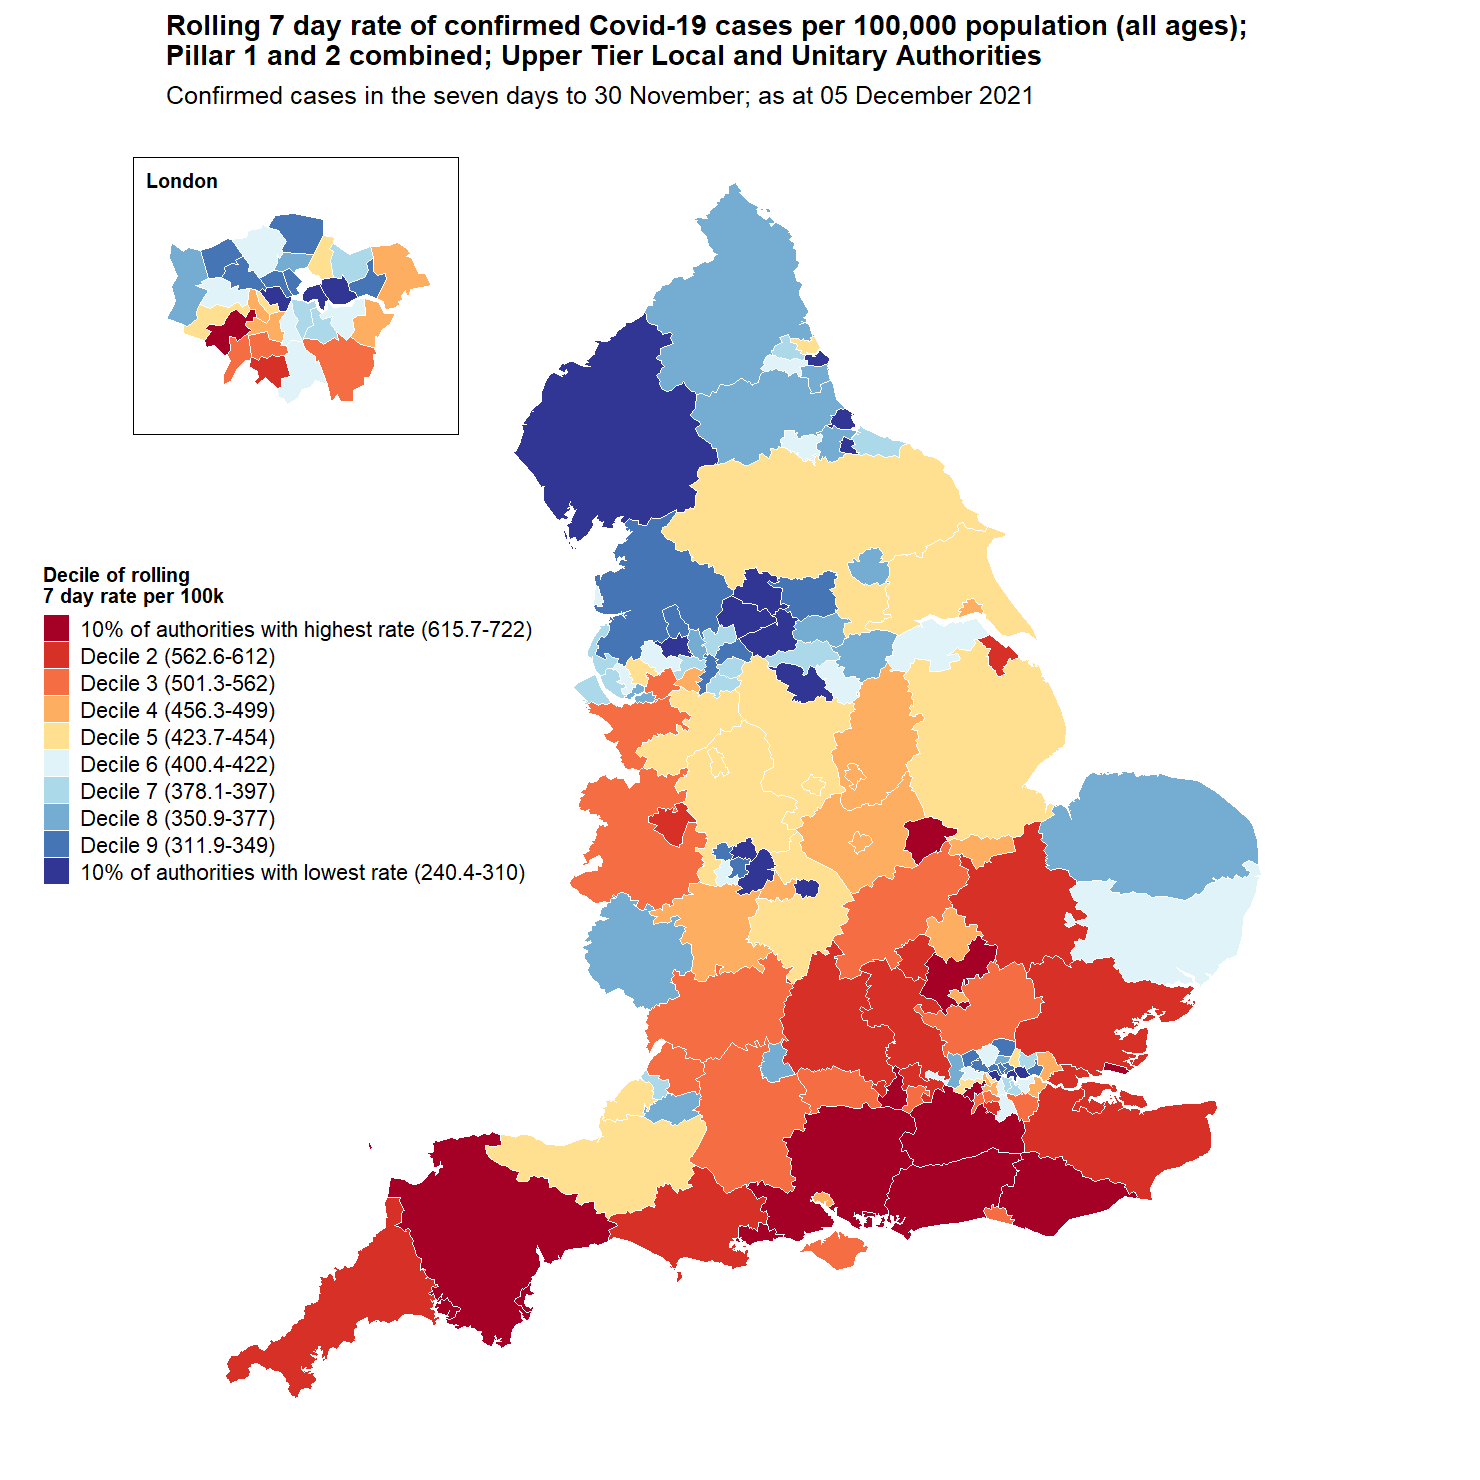 Rolling 7 day rate of confirmed Covid-19 cases per 100,000 population (all ages);
Pillar 1 and 2 combined; Upper Tier Local and Unitary Authorities
Confirmed cases in the seven days to 30 November; as at 05 December 2021
London
Decile of rolling
7 day rate per 100k
10% of authorities with highest rate (615.7-722)
Decile 2 (562.6-612)
Decile 3 (501.3-562)
Decile 4 (456.3-499)
Decile 5 (423.7-454)
Decile 6 (400.4-422)
Decile 7 (378.1-397)
Decile 8 (350.9-377)
Decile 9 (311.9-349)
10% of authorities with lowest rate (240.4-310)